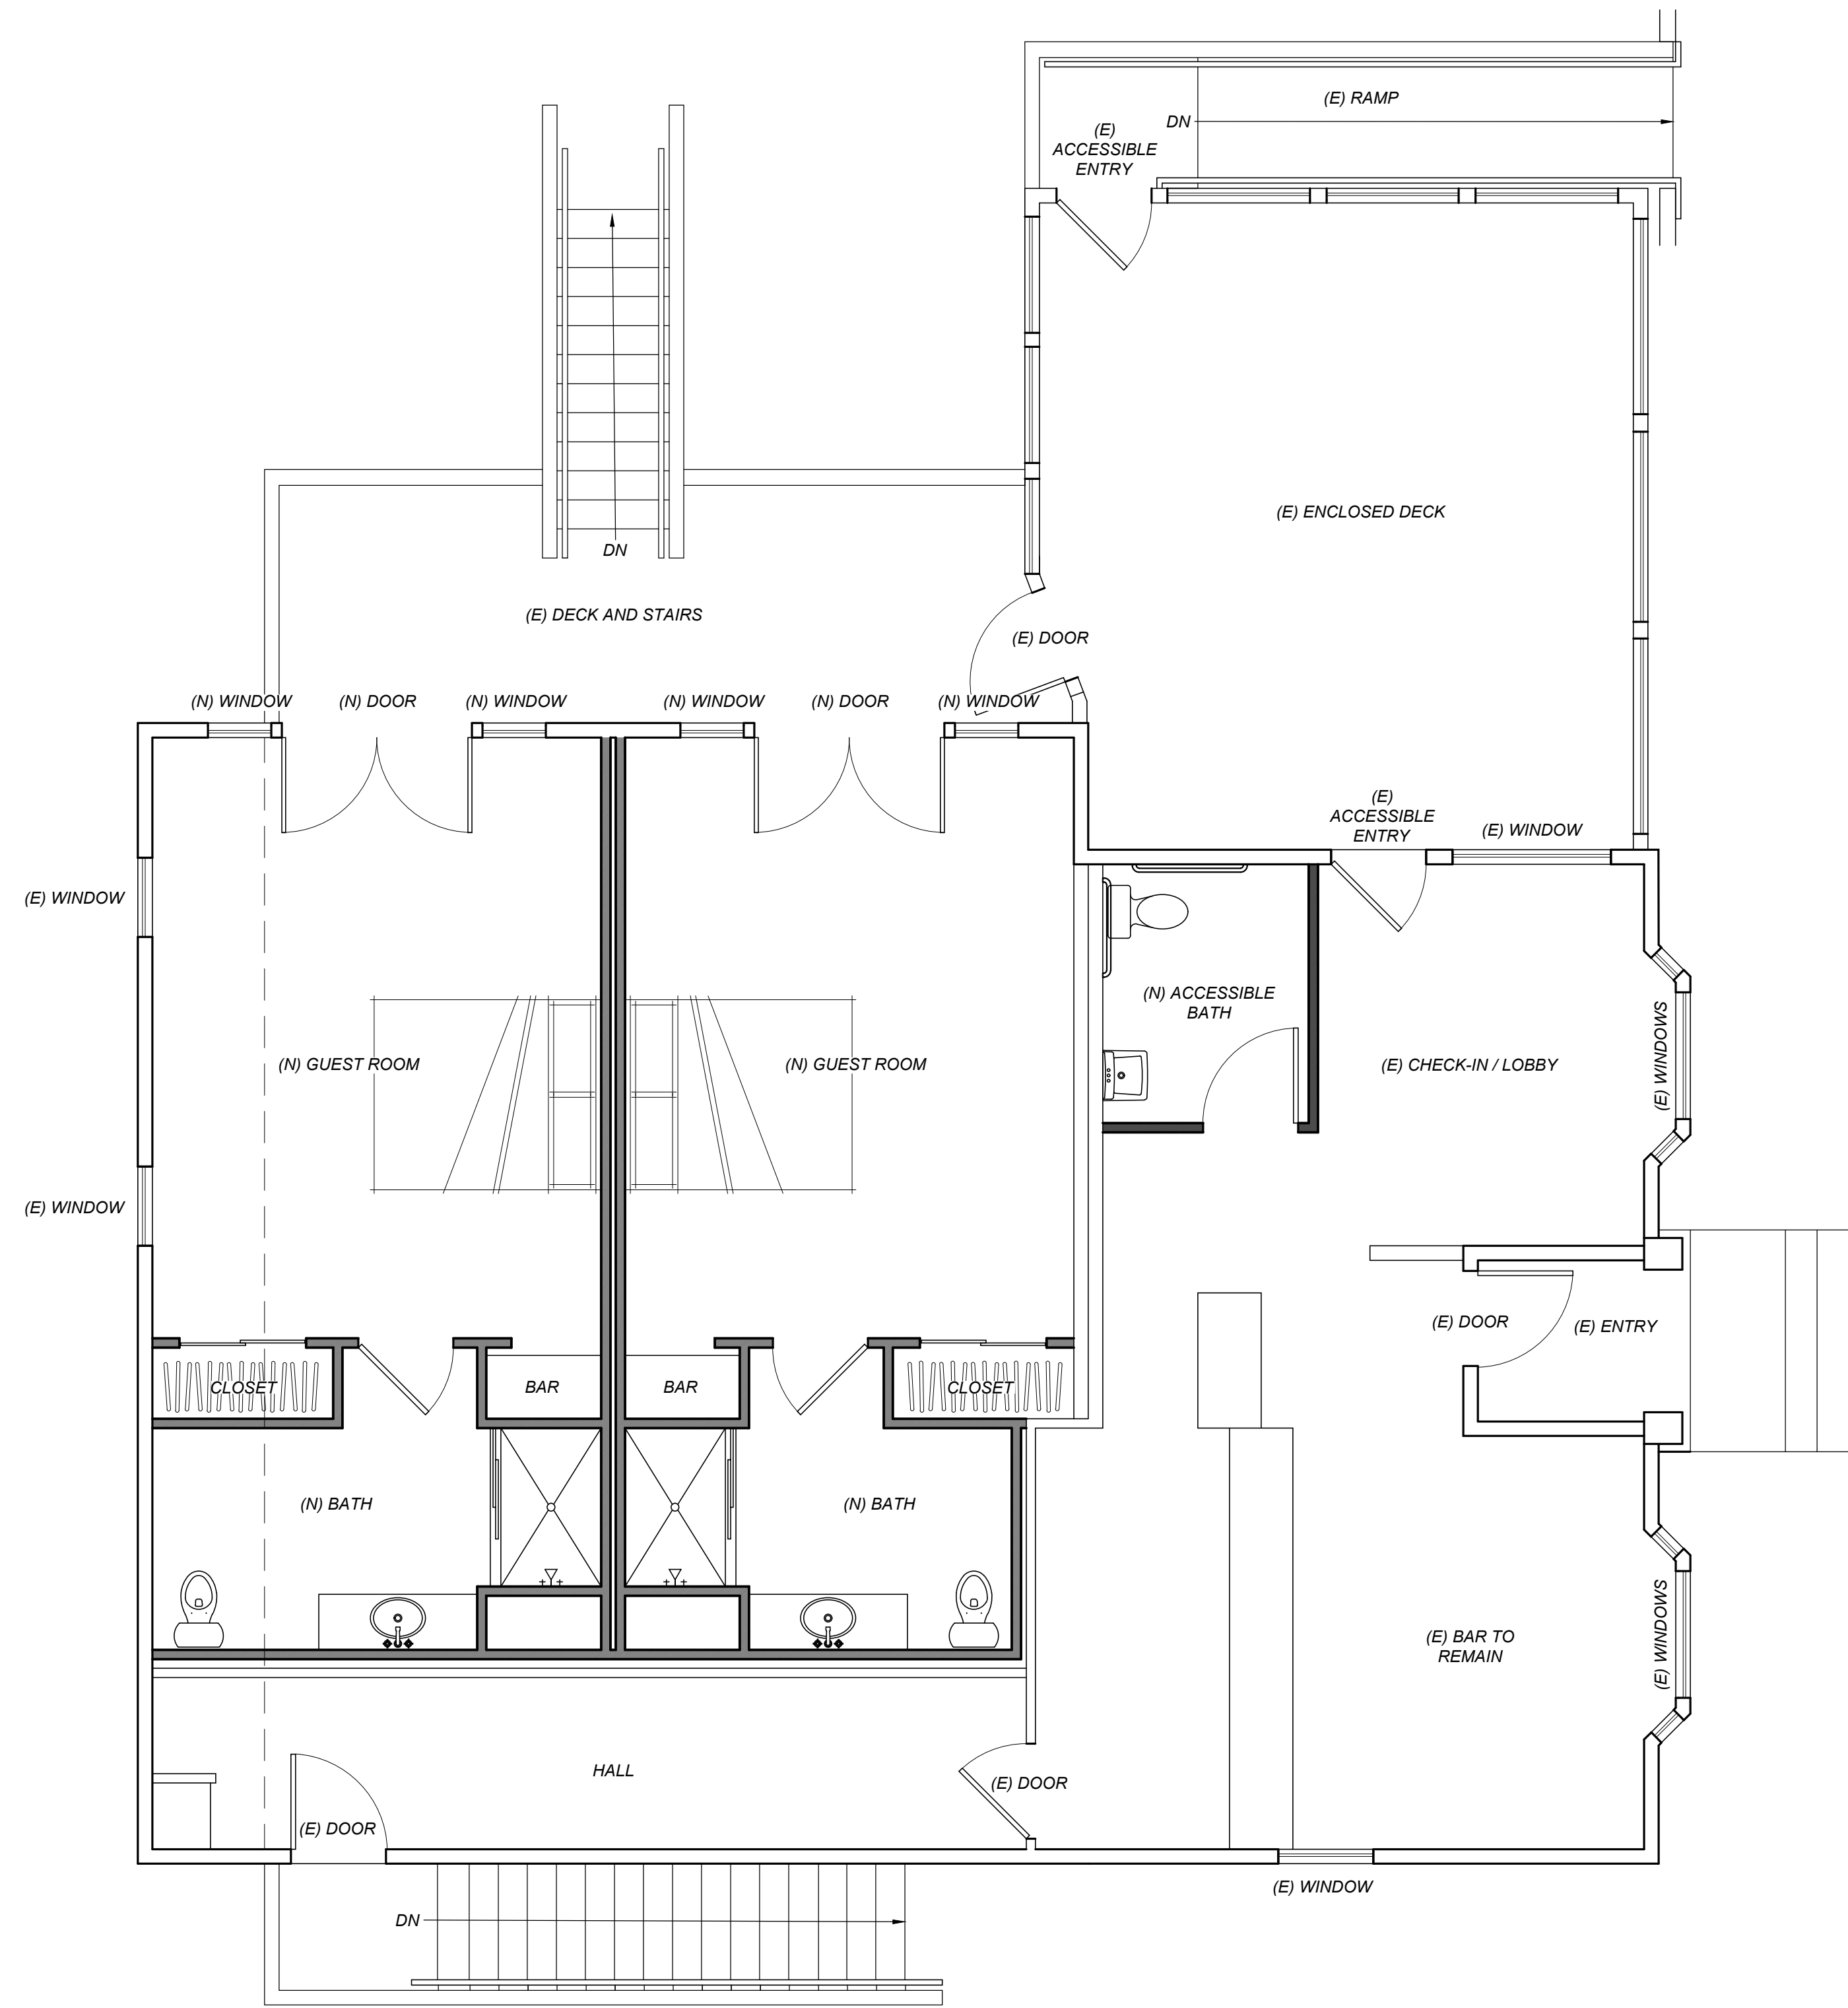 (E) RAMP
DN
(E)
ACCESSIBLE
ENTRY
(E) ENCLOSED DECK
DN
(E) DECK AND STAIRS
(E) DOOR
(N) WINDOW
(N) DOOR
(N) WINDOW
(N) WINDOW
(N) DOOR
(N) WINDOW
(E)
ACCESSIBLE
ENTRY
(E) WINDOW
(E) WINDOW
(N) ACCESSIBLE
BATH
(E) WINDOWS
(N) GUEST ROOM
(N) GUEST ROOM
(E) CHECK-IN / LOBBY
(E) WINDOW
(E) DOOR
(E) ENTRY
CLOSET
BAR
BAR
CLOSET
(N) BATH
(N) BATH
(E) BAR TO
REMAIN
(E) WINDOWS
HALL
(E) DOOR
(E) DOOR
(E) WINDOW
DN